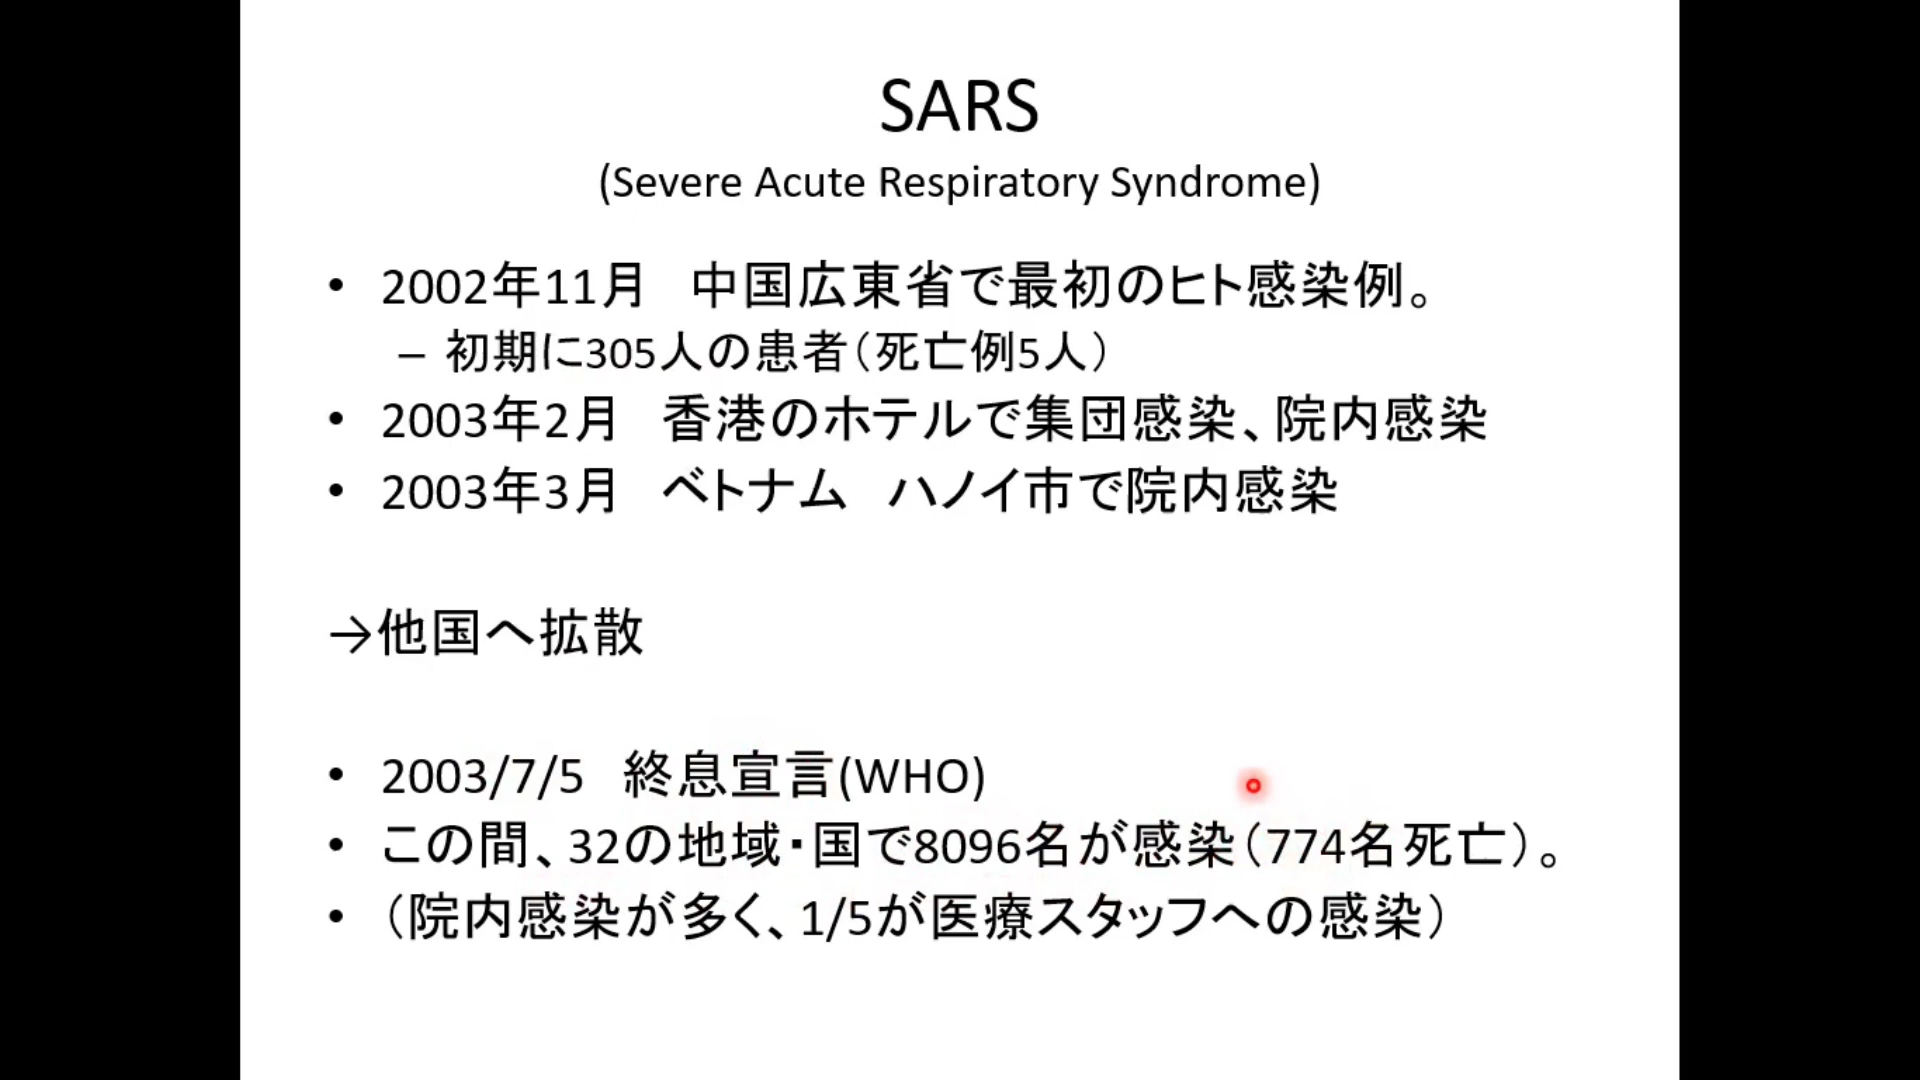 SARS
(Severe Acute Respiratory Syndrome)
• 2002年11月　中国広東省で最初のヒト感染例。
– 初期に305人の患者（死亡例5人）
• 2003年2月　香港のホテルで集団感染、院内感染
• 2003年3月　ベトナム　ハノイ市で院内感染
→他国へ拡散
• 2003/7/5　終息宣言(WHO)
• この間、32の地域・国で8096名が感染（774名死亡）。
• （院内感染が多く、1/5が医療スタッフへの感染）